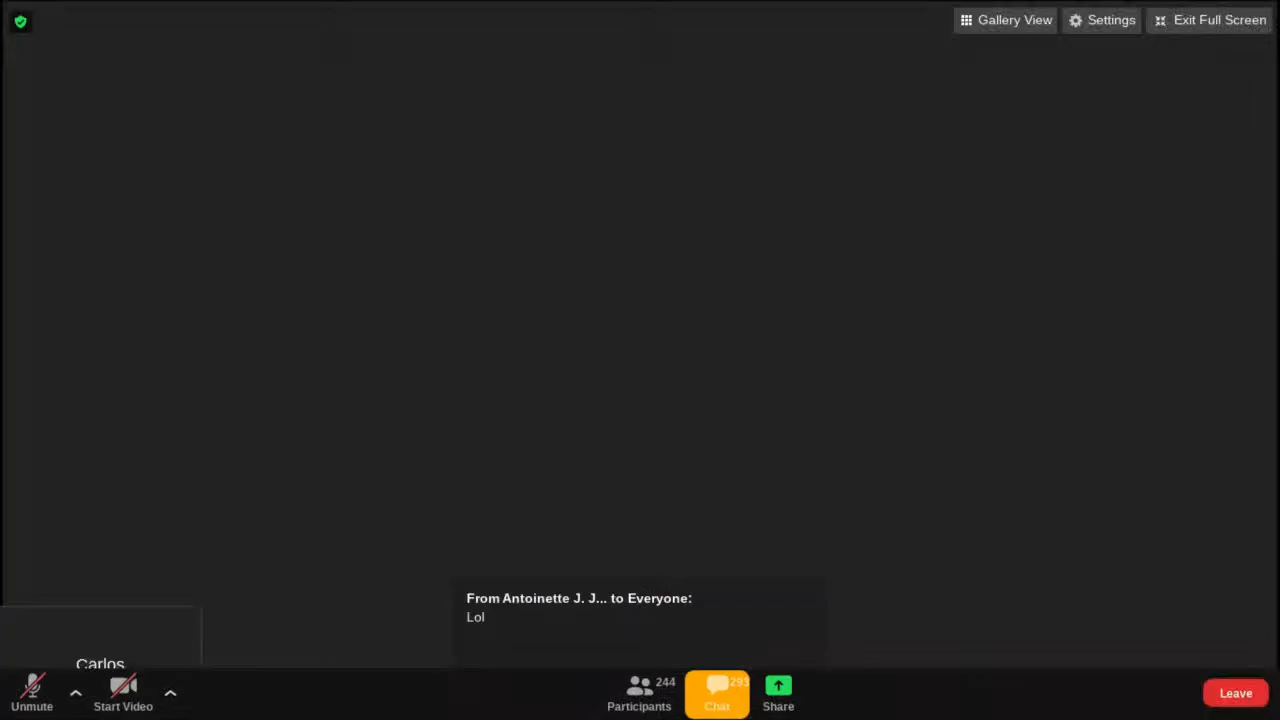 Gallery View Settings Exit Full Screen
From Antoinette J. J... to Everyone:
Lol
Carlos
244 293
Unmute Start Video Participants Chat Share Leave